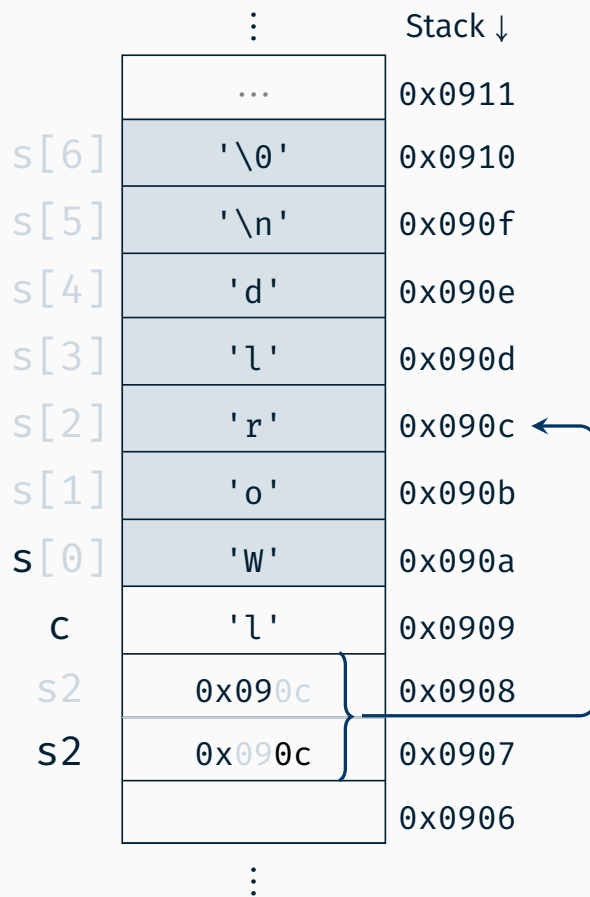 ⋮ Stack ↓
... 0x0911
s[6] '\0' 0x0910
s[5] '\n' 0x090f
s[4] 'd' 0x090e
s[3] 'l' 0x090d
s[2] 'r' 0x090c
s[1] 'o' 0x090b
s[0] 'W' 0x090a
c 'l' 0x0909
s2 0x090c 0x0908
s2 0x090c 0x0907
0x0906
⋮